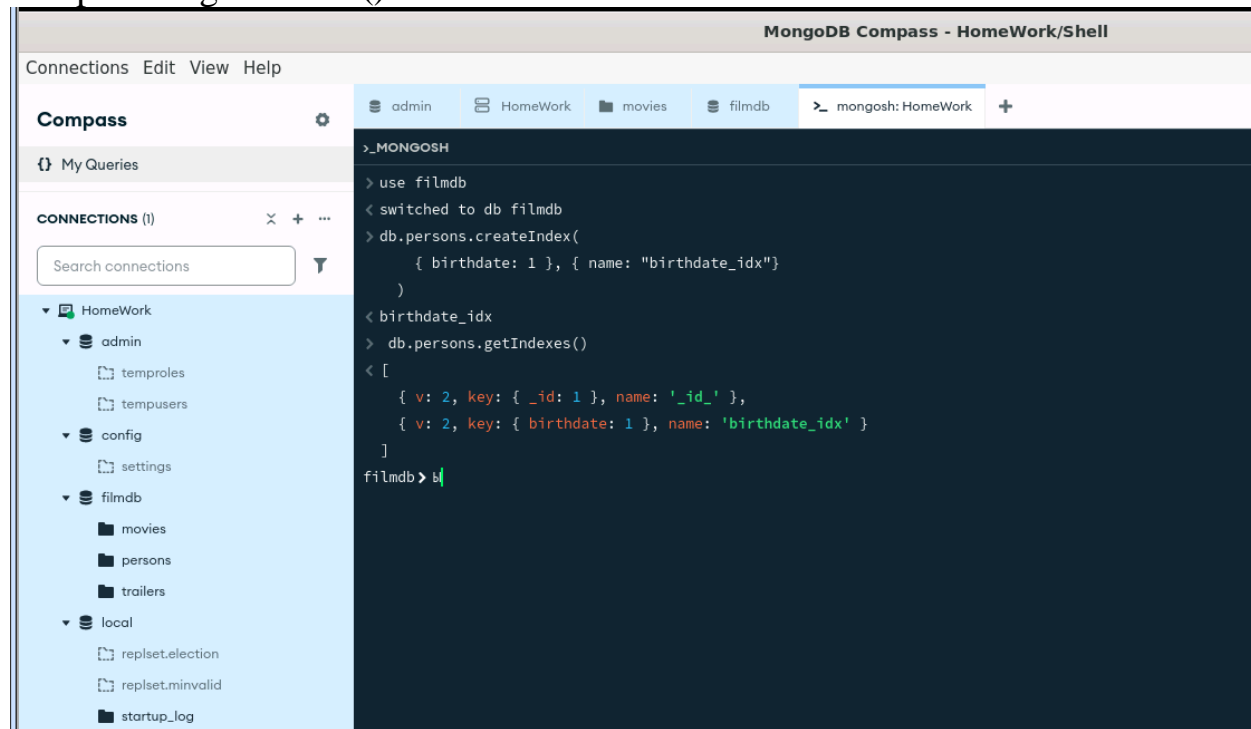 MongoDB Compass - HomeWork/Shell
Connections Edit View Help
Compass
{} My Queries
CONNECTIONS (1)
Search connections
HomeWork
admin
temproles
tempusers
config
settings
filmdb
movies
persons
trailers
local
replset.election
replset.minvalid
startup_log
admin HomeWork movies filmdb >_ mongosh: HomeWork +
>_MONGOSH
> use filmdb
< switched to db filmdb
> db.persons.createIndex(
{ birthdate: 1 }, { name: "birthdate_idx"}
)
< birthdate_idx
> db.persons.getIndexes()
< [
{ v: 2, key: { _id: 1 }, name: '_id_' },
{ v: 2, key: { birthdate: 1 }, name: 'birthdate_idx' }
]
filmdb> ы